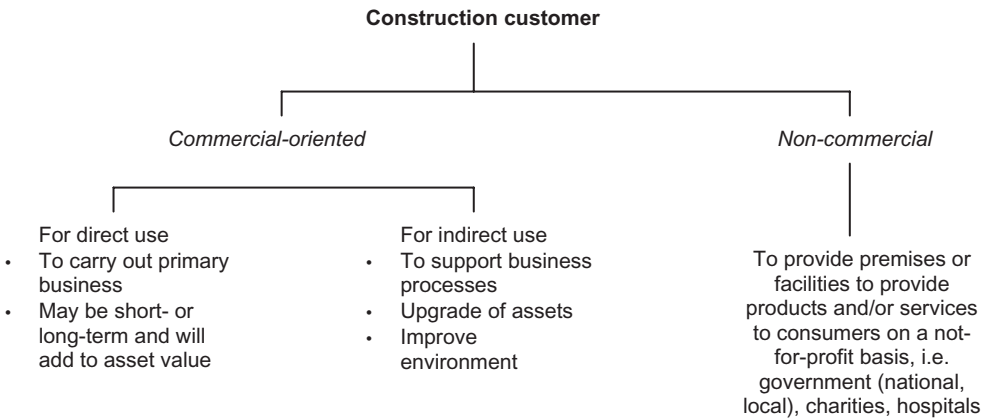 Construction customer
Commercial-oriented
Non-commercial
For direct use
• To carry out primary
business
• May be short- or
long-term and will
add to asset value
For indirect use
• To support business
processes
• Upgrade of assets
• Improve
environment
To provide premises or
facilities to provide
products and/or services
to consumers on a not-
for-profit basis, i.e.
government (national,
local), charities, hospitals